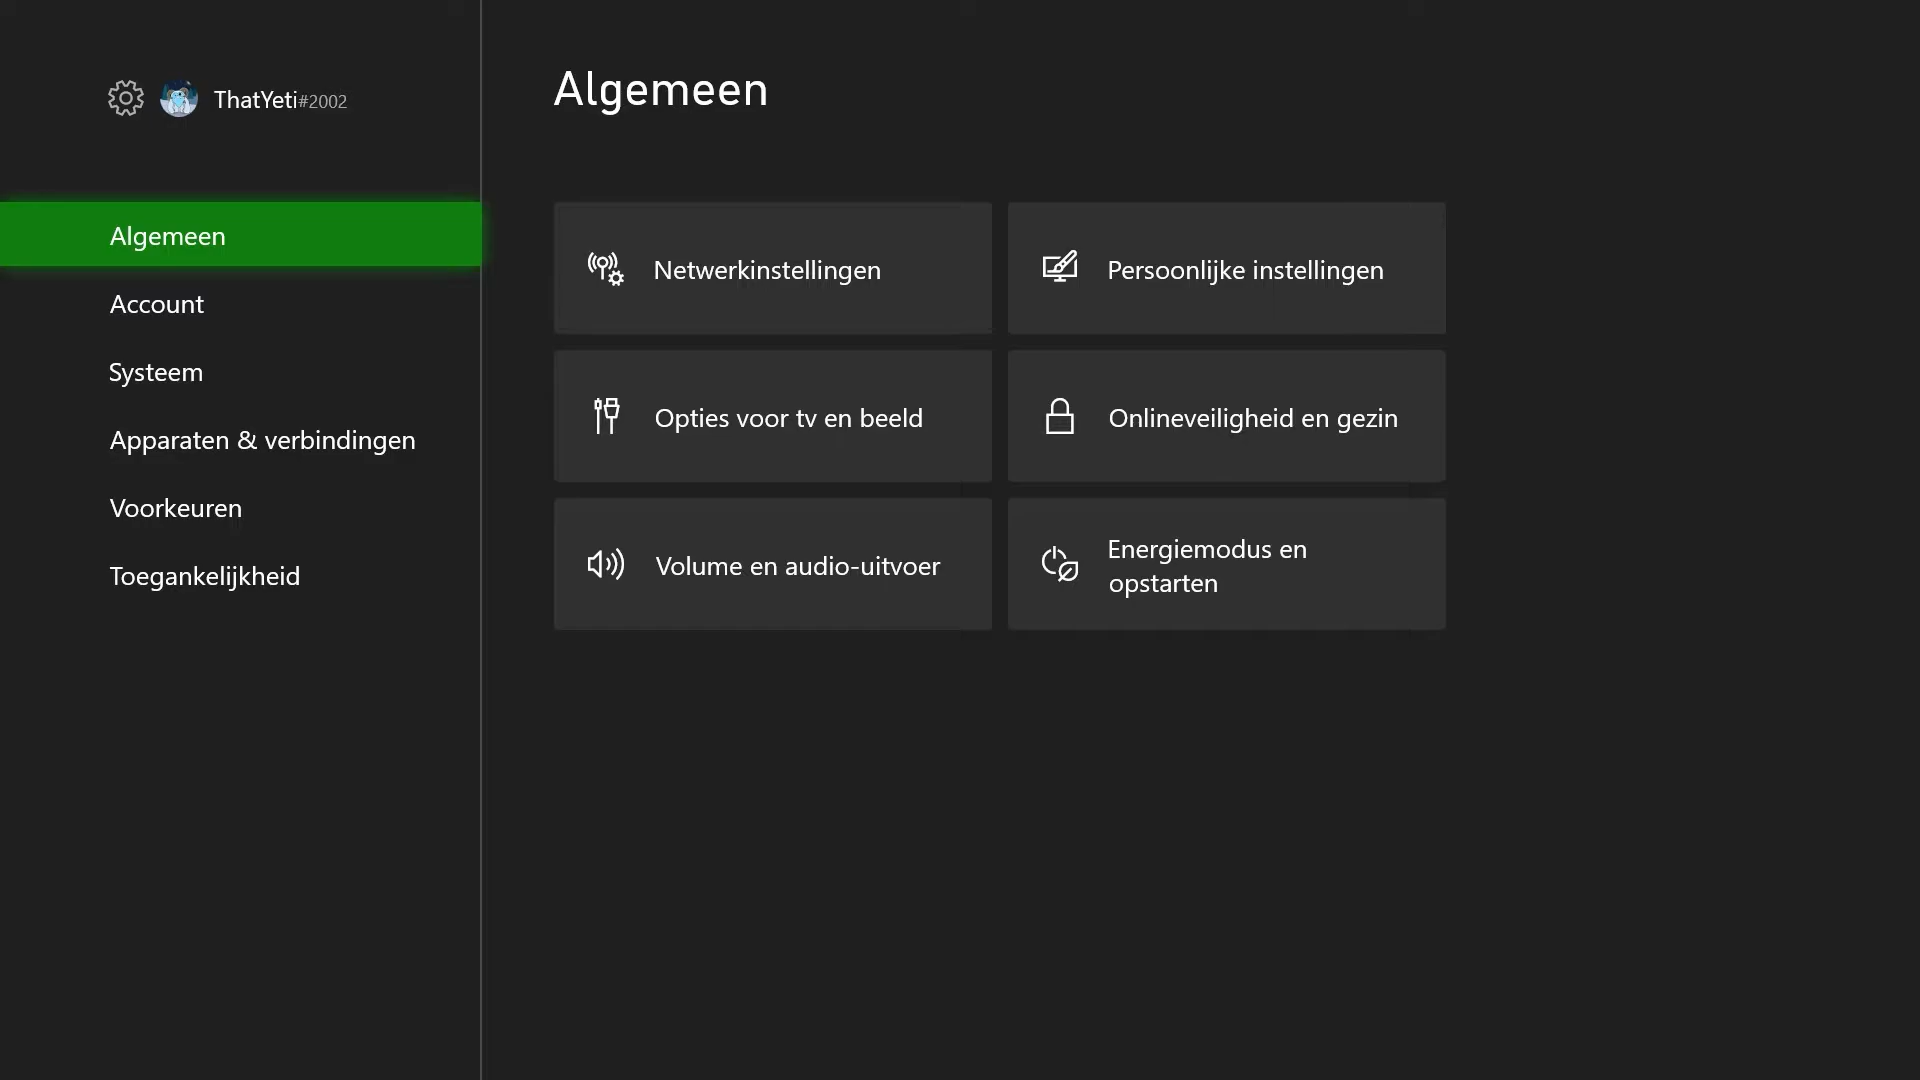 ThatYeti#2002
Algemeen
Account
Systeem
Apparaten & verbindingen
Voorkeuren
Toegankelijkheid
Algemeen
Netwerkinstellingen
Persoonlijke instellingen
Opties voor tv en beeld
Onlineveiligheid en gezin
Volume en audio-uitvoer
Energiemodus en
opstarten